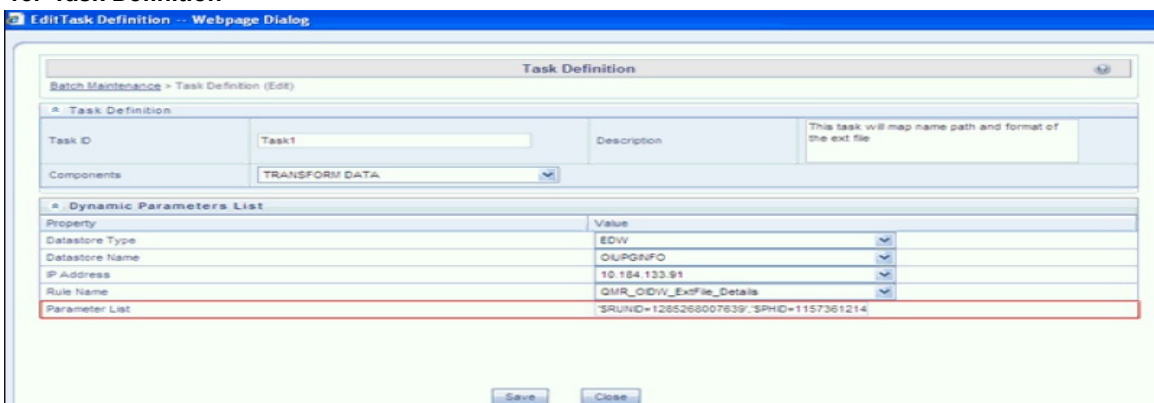 EditTask Definition -- Webpage Dialog
Task Definition
Batch Maintenance > Task Definition (Edit)
Task Definition
Task ID
Task1
Description
This task will map name path and format of
the ext file
Components
TRANSFORM DATA
Dynamic Parameters List
Property
Value
Datastore Type
EDW
Datastore Name
OIUPGINFO
IP Address
10.184.133.91
Rule Name
QMR_OIDW_ExtFile_Details
Parameter List
'$RUNID=1285268007639','$PHID=1157361214
Save
Close